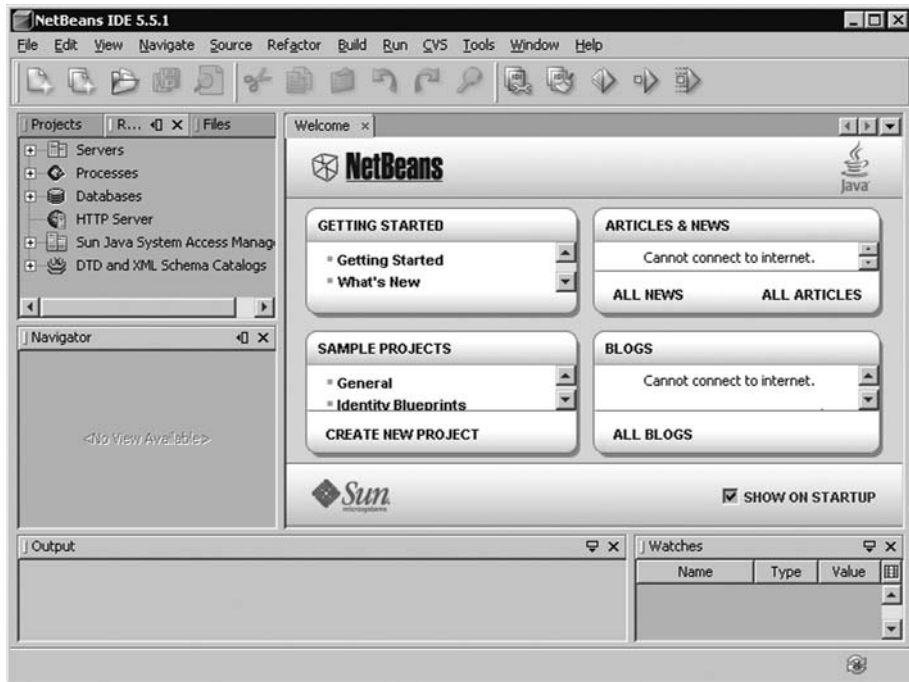 NetBeans IDE 5.5.1
File Edit View Navigate Source Refactor Build Run CVS Tools Window Help
Projects R... Files
Servers
Processes
Databases
HTTP Server
Sun Java System Access Manag
DTD and XML Schema Catalogs
Navigator
<No View Available>
Welcome
NetBeans
Java
GETTING STARTED
Getting Started
What's New
ARTICLES & NEWS
Cannot connect to internet.
ALL NEWS ALL ARTICLES
SAMPLE PROJECTS
General
Identity Blueprints
CREATE NEW PROJECT
BLOGS
Cannot connect to internet.
ALL BLOGS
Sun
microsystems
SHOW ON STARTUP
Output
Watches
Name Type Value